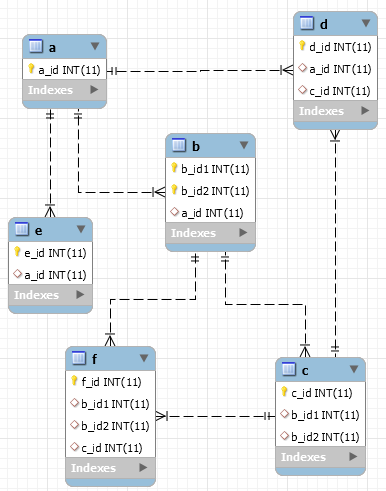 a
a_id INT(11)
Indexes
d
d_id INT(11)
a_id INT(11)
c_id INT(11)
Indexes
b
b_id1 INT(11)
b_id2 INT(11)
a_id INT(11)
Indexes
e
e_id INT(11)
a_id INT(11)
Indexes
f
f_id INT(11)
b_id1 INT(11)
b_id2 INT(11)
c_id INT(11)
Indexes
c
c_id INT(11)
b_id1 INT(11)
b_id2 INT(11)
Indexes